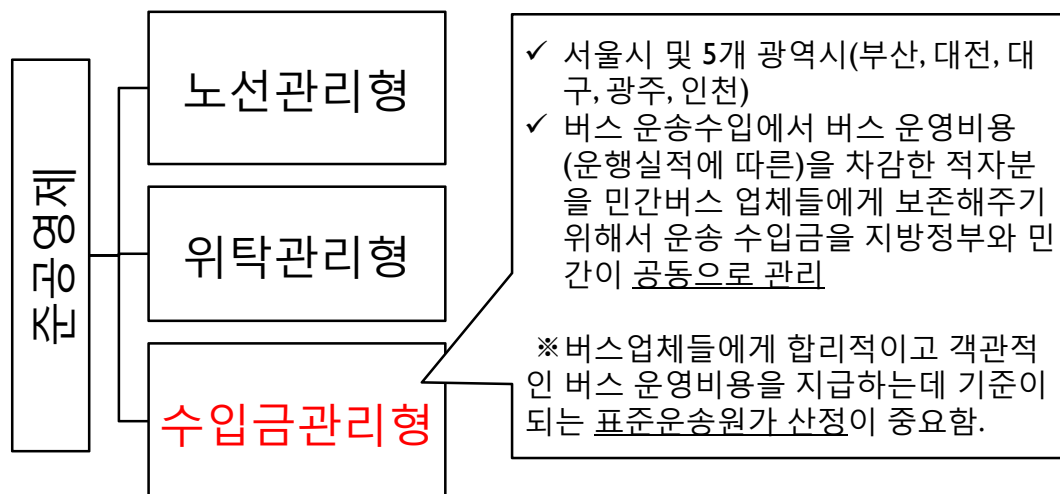 준공영제
노선관리형
위탁관리형
수입금관리형
✓ 서울시 및 5개 광역시(부산, 대전, 대
구, 광주, 인천)
✓ 버스 운송수입에서 버스 운영비용
(운행실적에 따른)을 차감한 적자분
을 민간버스 업체들에게 보존해주기
위해서 운송 수입금을 지방정부와 민
간이 공동으로 관리
※버스업체들에게 합리적이고 객관적
인 버스 운영비용을 지급하는데 기준이
되는 표준운송원가 산정이 중요함.